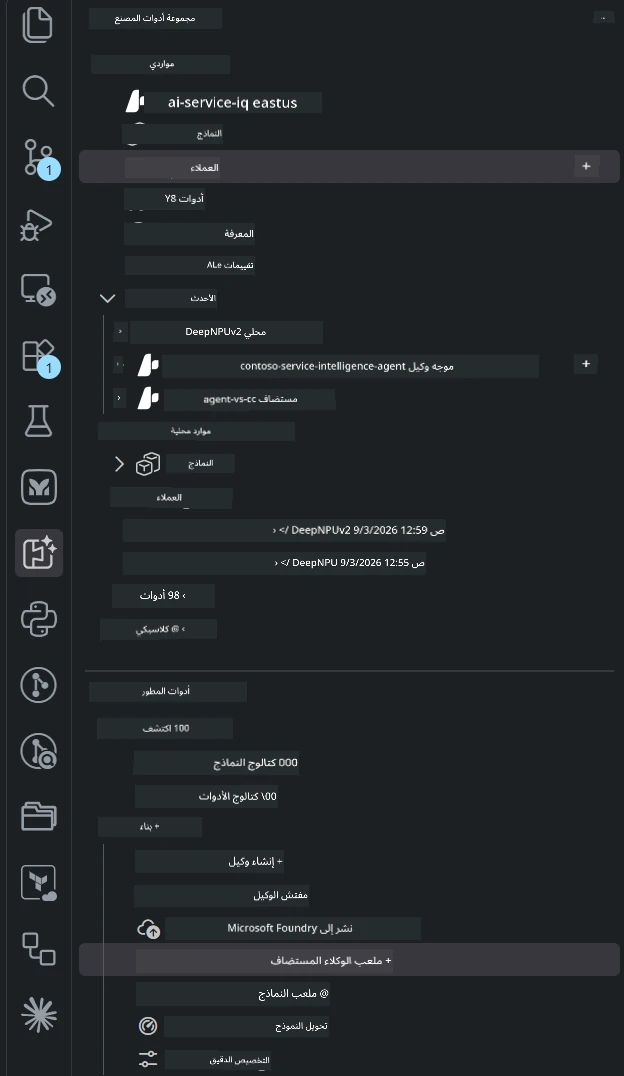 مجموعة أدوات المصنع
مواردي
ai-service-iq eastus
النماذج
العملاء
أدوات Y8
المعرفة
تقييمات ALe
الأحدث
محلي DeepNPUv2
موجه وكيل contoso-service-intelligence-agent
مستضاف agent-vs-cc
موارد محلية
النماذج
العملاء
› </ DeepNPUv2 9/3/2026 12:59 ص
› </ DeepNPU 9/3/2026 12:55 ص
› 98 أدوات
› @ كلاسيكي
أدوات المطور
100 اكتشف
000 كتالوج النماذج
00\ كتالوج الأدوات
+ بناء
+ إنشاء وكيل
مفتش الوكيل
نشر إلى Microsoft Foundry
+ ملعب الوكلاء المستضاف
@ ملعب النماذج
تحويل النموذج
التخصيص الدقيق
1
1